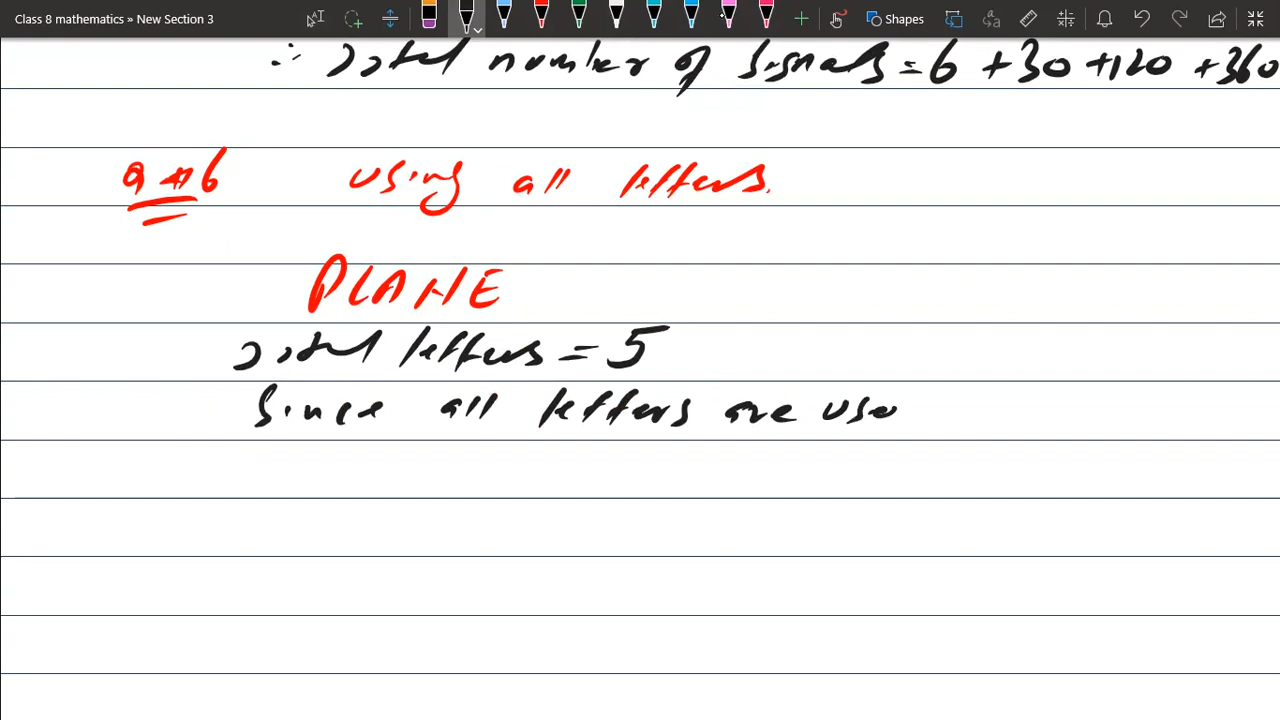 Class 8 mathematics » New Section 3
Shapes
∴ Total number of signals = 6 + 30 + 120 + 360
Q#6 using all letters.
PLANE
Total letters = 5
Since all letters are use